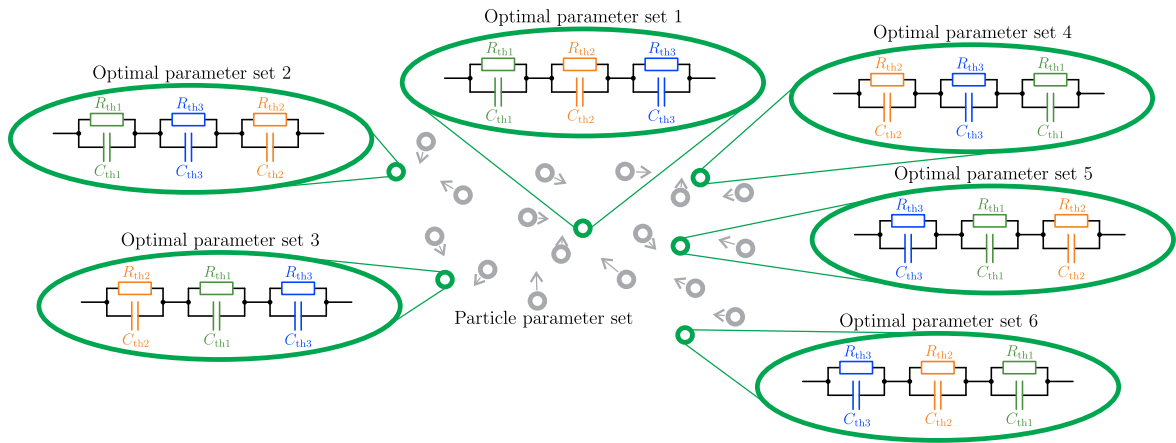 Optimal parameter set 1
R_th1 R_th2 R_th3
C_th1 C_th2 C_th3
Optimal parameter set 2
R_th1 R_th3 R_th2
C_th1 C_th3 C_th2
Optimal parameter set 3
R_th2 R_th1 R_th3
C_th2 C_th1 C_th3
Optimal parameter set 4
R_th2 R_th3 R_th1
C_th2 C_th3 C_th1
Optimal parameter set 5
R_th3 R_th1 R_th2
C_th3 C_th1 C_th2
Particle parameter set
Optimal parameter set 6
R_th3 R_th2 R_th1
C_th3 C_th2 C_th1